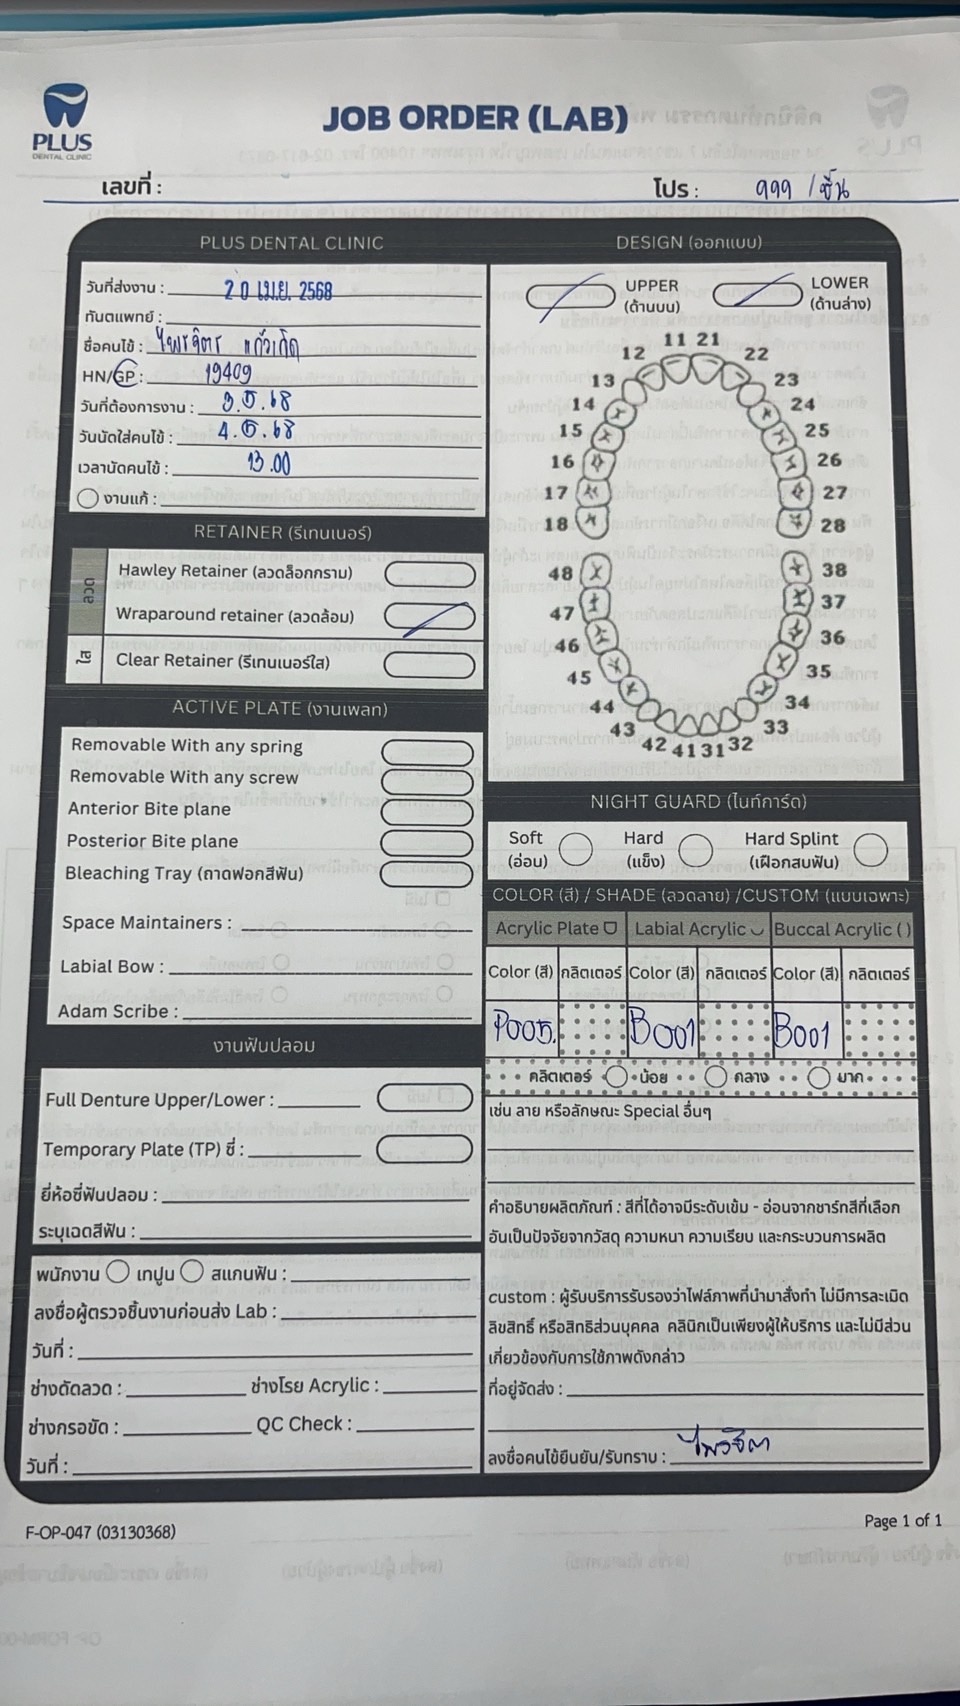 PLUS
DENTAL CLINIC
JOB ORDER (LAB)
เลขที่ :
โปร : 999 / ชิ้น
PLUS DENTAL CLINIC
วันที่ส่งงาน : 20 เม.ย. 2568
ทันตแพทย์ :
ชื่อคนไข้ : ไพรจิตร แก้วเกิด
HN/GP : 19409
วันที่ต้องการงาน : 3.5.68
วันนัดใส่คนไข้ : 4.5.68
เวลานัดคนไข้ : 13.00
งานแก้ :
RETAINER (รีเทนเนอร์)
ลวด
Hawley Retainer (ลวดล็อกกราม)
Wraparound retainer (ลวดล้อม)
ใส
Clear Retainer (รีเทนเนอร์ใส)
ACTIVE PLATE (งานเพลท)
Removable With any spring
Removable With any screw
Anterior Bite plane
Posterior Bite plane
Bleaching Tray (ถาดฟอกสีฟัน)
Space Maintainers :
Labial Bow :
Adam Scribe :
งานฟันปลอม
Full Denture Upper/Lower :
Temporary Plate (TP) ซี่ :
ยี่ห้อซี่ฟันปลอม :
ระบุเฉดสีฟัน :
พนักงาน เทปูน สแกนฟัน :
ลงชื่อผู้ตรวจชิ้นงานก่อนส่ง Lab :
วันที่ :
ช่างดัดลวด : ช่างโรย Acrylic :
ช่างกรอขัด : QC Check :
วันที่ :
DESIGN (ออกแบบ)
UPPER
(ด้านบน)
LOWER
(ด้านล่าง)
11 21
12 22
13 23
14 24
15 25
16 26
17 27
18 28
48 38
47 37
46 36
45 35
44 34
43 33
42 41 31 32
NIGHT GUARD (ไนท์การ์ด)
Soft
(อ่อน)
Hard
(แข็ง)
Hard Splint
(เฝือกสบฟัน)
COLOR (สี) / SHADE (ลวดลาย) /CUSTOM (แบบเฉพาะ)
Acrylic Plate Labial Acrylic Buccal Acrylic ( )
Color (สี) กลิตเตอร์ Color (สี) กลิตเตอร์ Color (สี) กลิตเตอร์
P005. B001 B001
กลิตเตอร์ น้อย กลาง มาก
เช่น ลาย หรือลักษณะ Special อื่นๆ
คำอธิบายผลิตภัณฑ์ : สีที่ได้อาจมีระดับเข้ม - อ่อนจากชาร์ทสีที่เลือก
อันเป็นปัจจัยจากวัสดุ ความหนา ความเรียบ และกระบวนการผลิต
custom : ผู้รับบริการรับรองว่าไฟล์ภาพที่นำมาสั่งทำ ไม่มีการละเมิด
ลิขสิทธิ์ หรือสิทธิส่วนบุคคล คลินิกเป็นเพียงผู้ให้บริการ และไม่มีส่วน
เกี่ยวข้องกับการใช้ภาพดังกล่าว
ที่อยู่จัดส่ง :
ลงชื่อคนไข้ยืนยัน/รับทราบ : ไพรจิตร
F-OP-047 (03130368)
Page 1 of 1